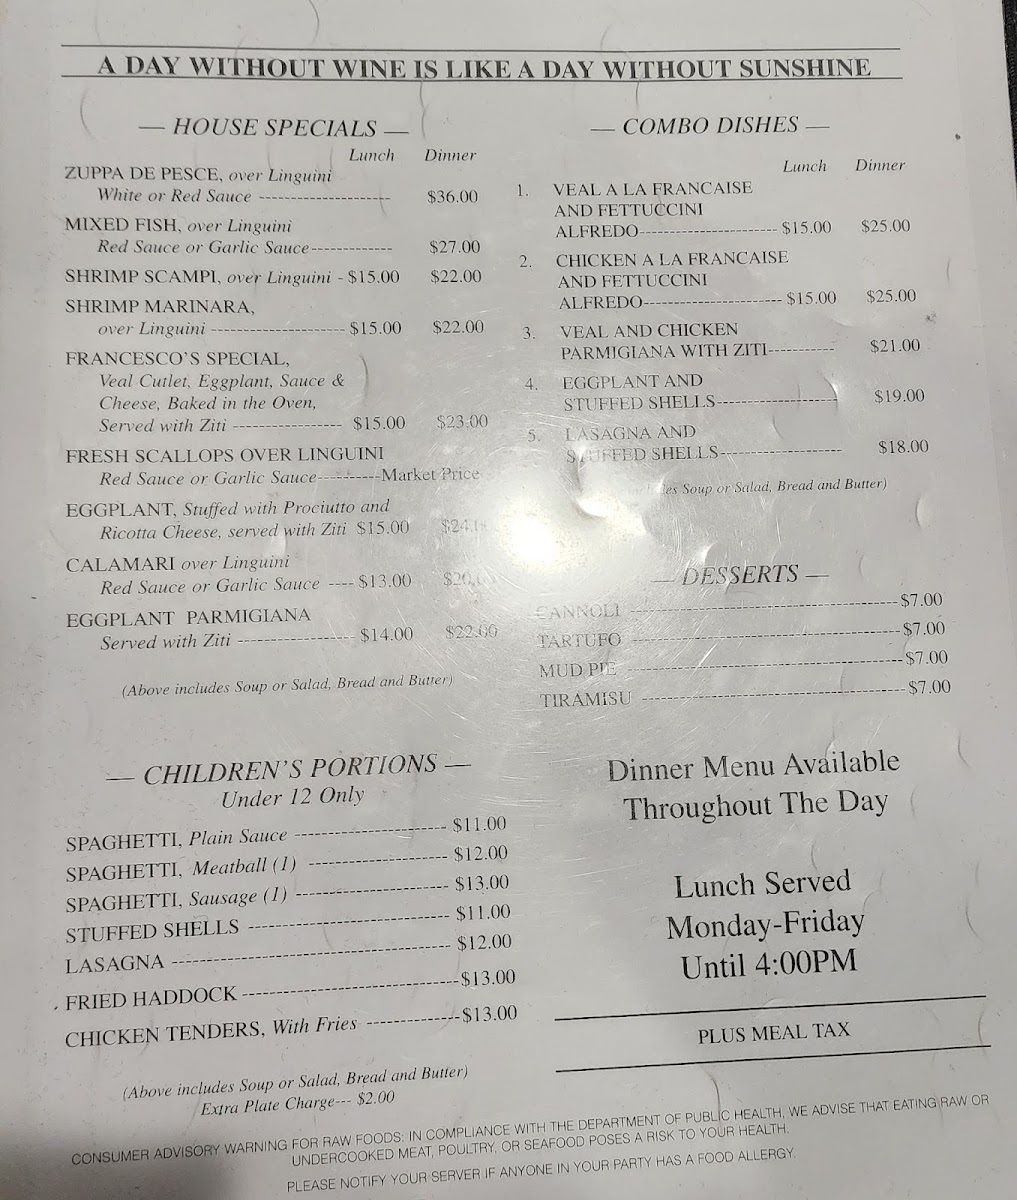 A DAY WITHOUT WINE IS LIKE A DAY WITHOUT SUNSHINE
— HOUSE SPECIALS —
Lunch Dinner
ZUPPA DE PESCE, over Linguini
White or Red Sauce ---------------------- $36.00
MIXED FISH, over Linguini
Red Sauce or Garlic Sauce-------------- $27.00
SHRIMP SCAMPI, over Linguini - $15.00 $22.00
SHRIMP MARINARA,
over Linguini ----------------------- $15.00 $22.00
FRANCESCO'S SPECIAL,
Veal Cutlet, Eggplant, Sauce &
Cheese, Baked in the Oven,
Served with Ziti ------------------- $15.00 $23.00
FRESH SCALLOPS OVER LINGUINI
Red Sauce or Garlic Sauce-----------Market Price
EGGPLANT, Stuffed with Prociutto and
Ricotta Cheese, served with Ziti $15.00
CALAMARI over Linguini
Red Sauce or Garlic Sauce ---- $13.00
EGGPLANT PARMIGIANA
Served with Ziti -------------------- $14.00 $22.00
(Above includes Soup or Salad, Bread and Butter)
— CHILDREN'S PORTIONS —
Under 12 Only
SPAGHETTI, Plain Sauce -------------------------- $11.00
SPAGHETTI, Meatball (1) ------------------------ $12.00
SPAGHETTI, Sausage (1) -------------------------- $13.00
STUFFED SHELLS ---------------------------------- $11.00
LASAGNA ----------------------------------------------- $12.00
FRIED HADDOCK ------------------------------------$13.00
CHICKEN TENDERS, With Fries ----------------$13.00
(Above includes Soup or Salad, Bread and Butter)
Extra Plate Charge--- $2.00
— COMBO DISHES —
Lunch Dinner
1. VEAL A LA FRANCAISE
AND FETTUCCINI
ALFREDO------------------------ $15.00 $25.00
2. CHICKEN A LA FRANCAISE
AND FETTUCCINI
ALFREDO------------------------ $15.00 $25.00
3. VEAL AND CHICKEN
PARMIGIANA WITH ZITI----------- $21.00
4. EGGPLANT AND
STUFFED SHELLS--------------------- $19.00
5. LASAGNA AND
STUFFED SHELLS--------------------- $18.00
Soup or Salad, Bread and Butter)
— DESSERTS —
CANNOLI ---------------------------------------------$7.00
TARTUFO ---------------------------------------------$7.00
MUD PIE ----------------------------------------------$7.00
TIRAMISU --------------------------------------------$7.00
Dinner Menu Available
Throughout The Day
Lunch Served
Monday-Friday
Until 4:00PM
PLUS MEAL TAX
CONSUMER ADVISORY WARNING FOR RAW FOODS: IN COMPLIANCE WITH THE DEPARTMENT OF PUBLIC HEALTH, WE ADVISE THAT EATING RAW OR
UNDERCOOKED MEAT, POULTRY, OR SEAFOOD POSES A RISK TO YOUR HEALTH.
PLEASE NOTIFY YOUR SERVER IF ANYONE IN YOUR PARTY HAS A FOOD ALLERGY.